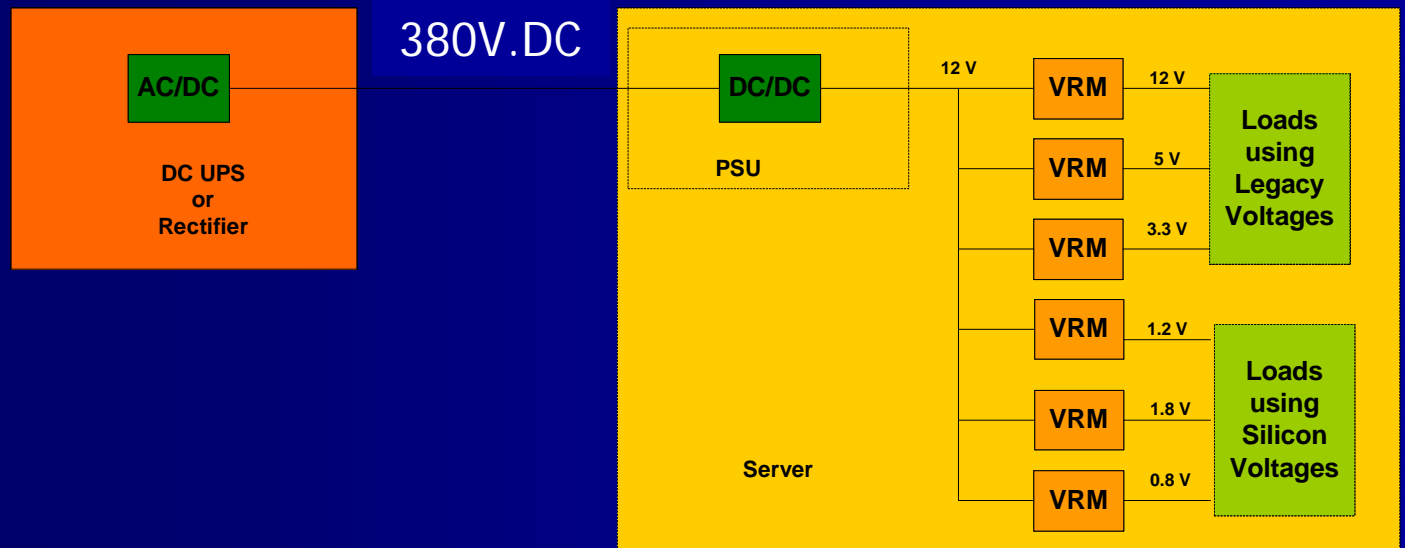 380V.DC
AC/DC
DC UPS
or
Rectifier
DC/DC
PSU
12 V
VRM
12 V
VRM
5 V
VRM
3.3 V
Loads
using
Legacy
Voltages
VRM
1.2 V
VRM
1.8 V
VRM
0.8 V
Loads
using
Silicon
Voltages
Server